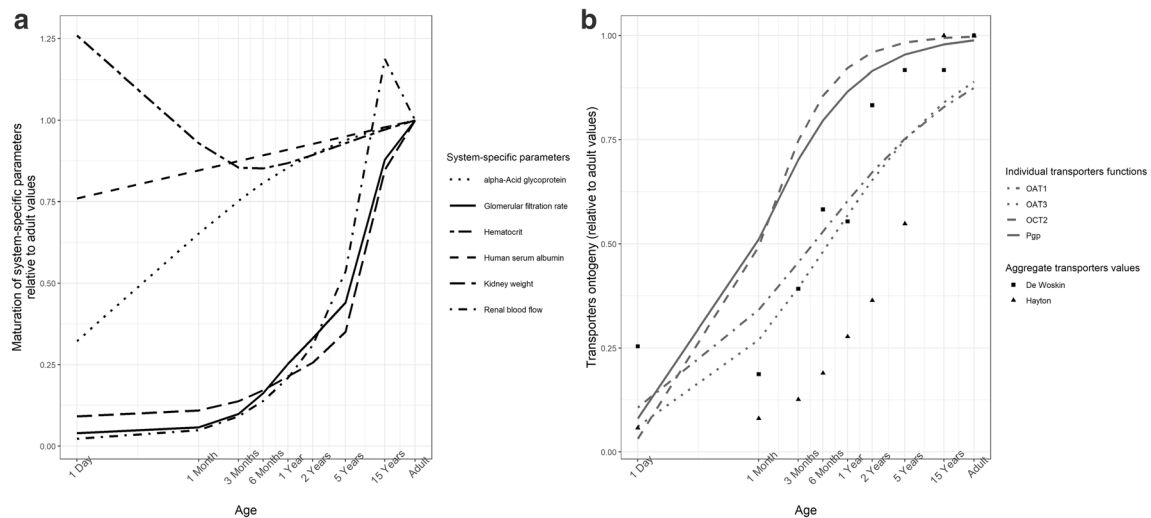 a
Maturation of system-specific parameters
relative to adult values
1.25
1.00
0.75
0.50
0.25
0.00
1 Day
1 Month
3 Months
6 Months
1 Year
2 Years
5 Years
15 Years
Adult
Age
System-specific parameters
alpha-Acid glycoprotein
Glomerular filtration rate
Hematocrit
Human serum albumin
Kidney weight
Renal blood flow
b
Transporters ontogeny (relative to adult values)
1.00
0.75
0.50
0.25
0.00
1 Day
1 Month
3 Months
6 Months
1 Year
2 Years
5 Years
15 Years
Adult
Age
Individual transporters functions
OAT1
OAT3
OCT2
Pgp
Aggregate transporters values
De Woskin
Hayton